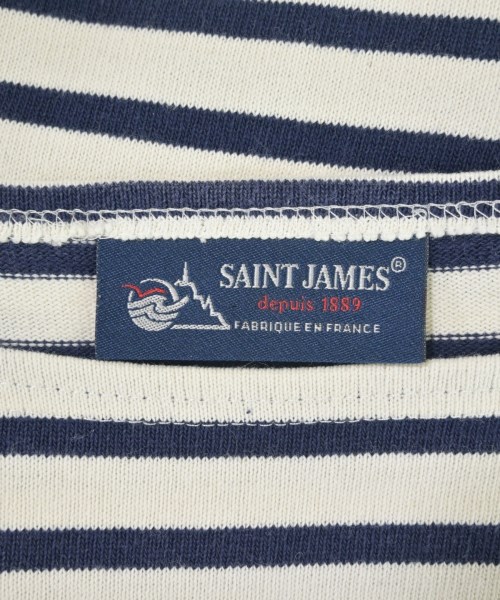 SAINT JAMES®
depuis 1889
FABRIQUE EN FRANCE